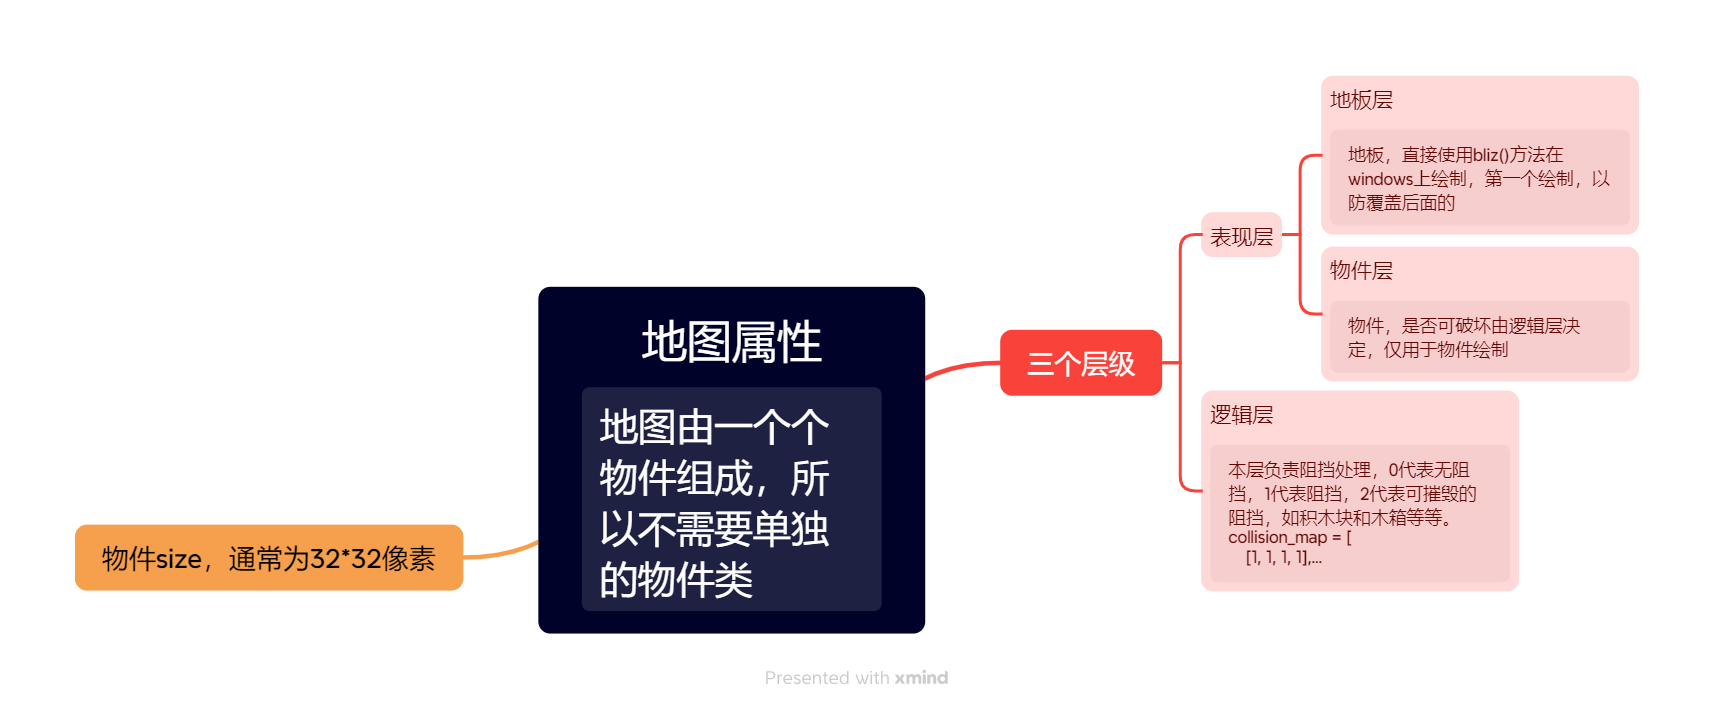 地图属性
地图由一个个
物件组成，所
以不需要单独
的物件类
物件size，通常为32*32像素
三个层级
表现层
地板层
地板，直接使用bliz()方法在
windows上绘制，第一个绘制，以
防覆盖后面的
物件层
物件，是否可破坏由逻辑层决
定，仅用于物件绘制
逻辑层
本层负责阻挡处理，0代表无阻
挡，1代表阻挡，2代表可摧毁的
阻挡，如积木块和木箱等等。
collision_map = [
[1, 1, 1, 1],...
Presented with xmind